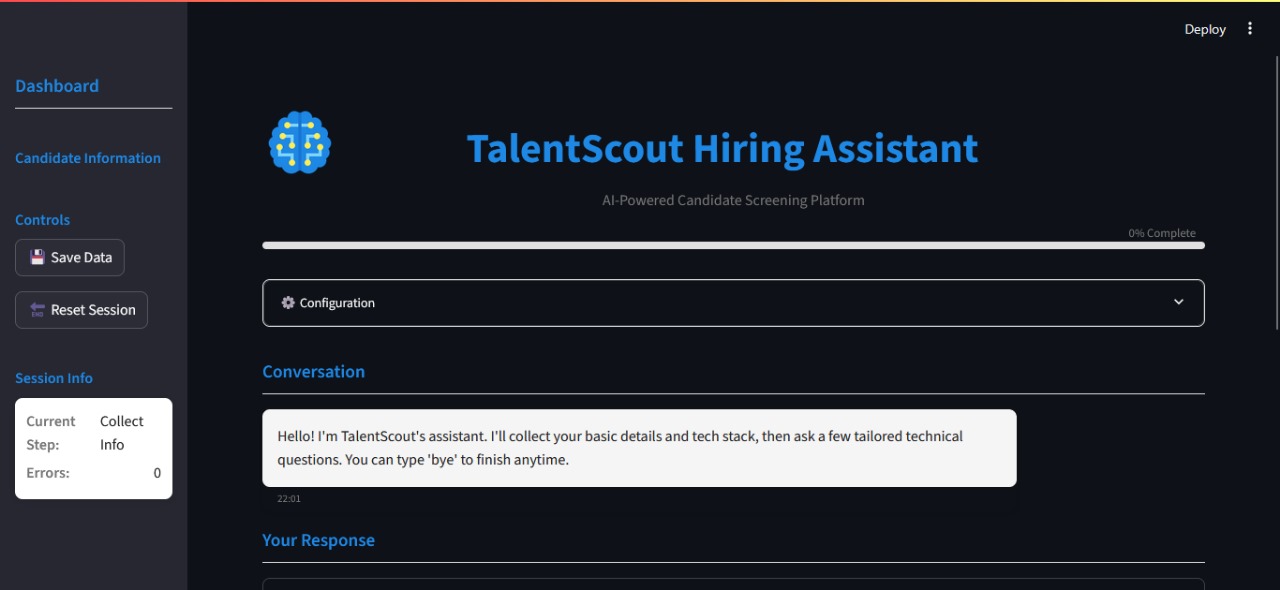 Deploy
Dashboard
Candidate Information
Controls
Save Data
Reset Session
Session Info
Current Step: Collect Info
Errors: 0
TalentScout Hiring Assistant
AI-Powered Candidate Screening Platform
0% Complete
Configuration
Conversation
Hello! I'm TalentScout's assistant. I'll collect your basic details and tech stack, then ask a few tailored technical
questions. You can type 'bye' to finish anytime.
22:01
Your Response